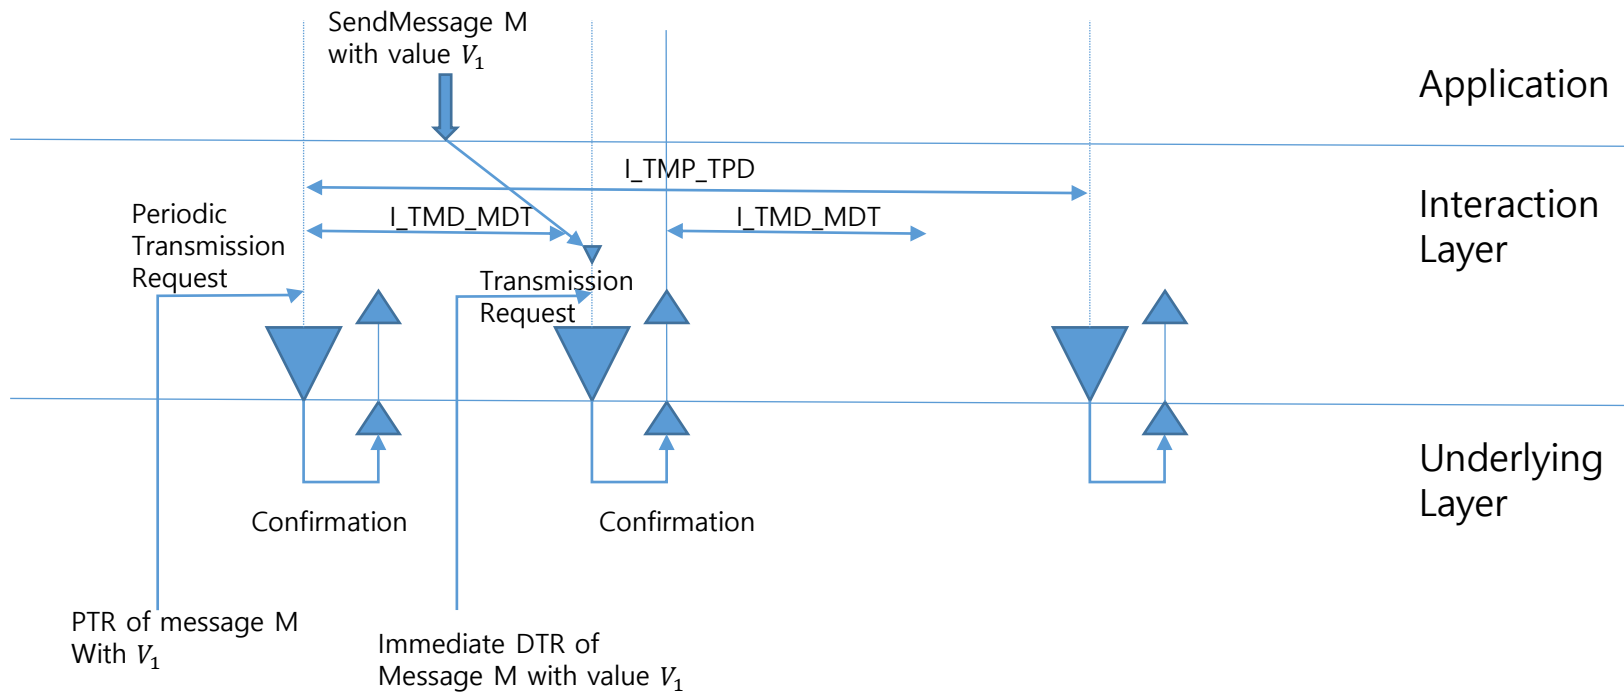 SendMessage M
with value V₁
Application
I_TMP_TPD
Periodic
Transmission
Request
I_TMD_MDT
I_TMD_MDT
Interaction
Layer
Transmission
Request
Underlying
Layer
Confirmation
Confirmation
PTR of message M
With V₁
Immediate DTR of
Message M with value V₁